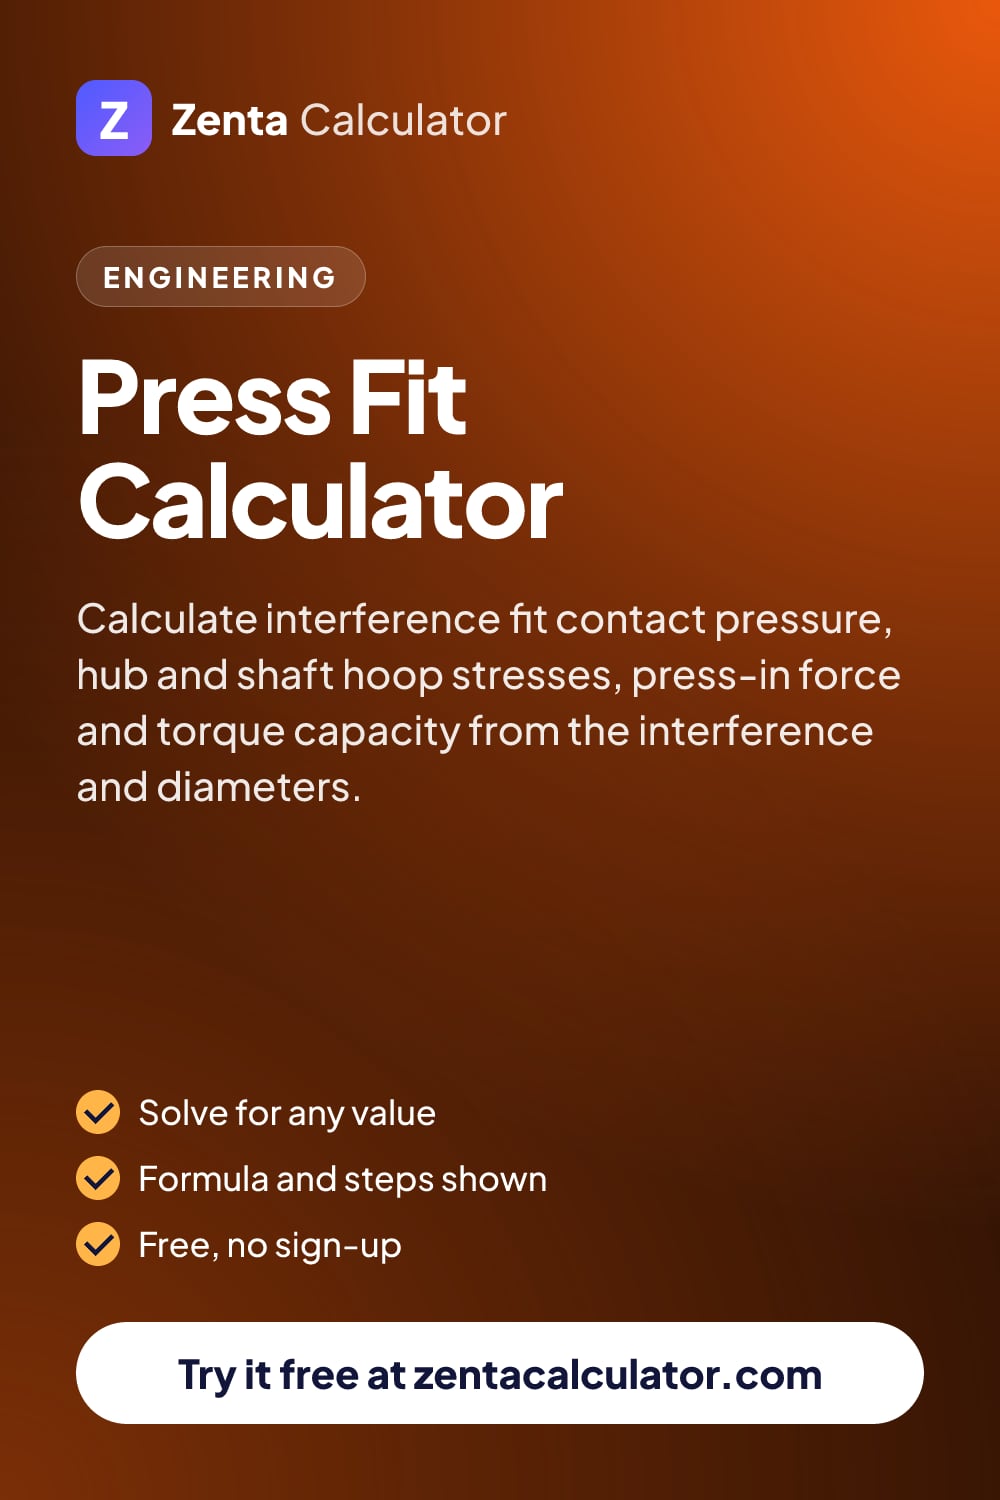 Z Zenta Calculator
ENGINEERING
Press Fit
Calculator
Calculate interference fit contact pressure,
hub and shaft hoop stresses, press-in force
and torque capacity from the interference
and diameters.
Solve for any value
Formula and steps shown
Free, no sign-up
Try it free at zentacalculator.com